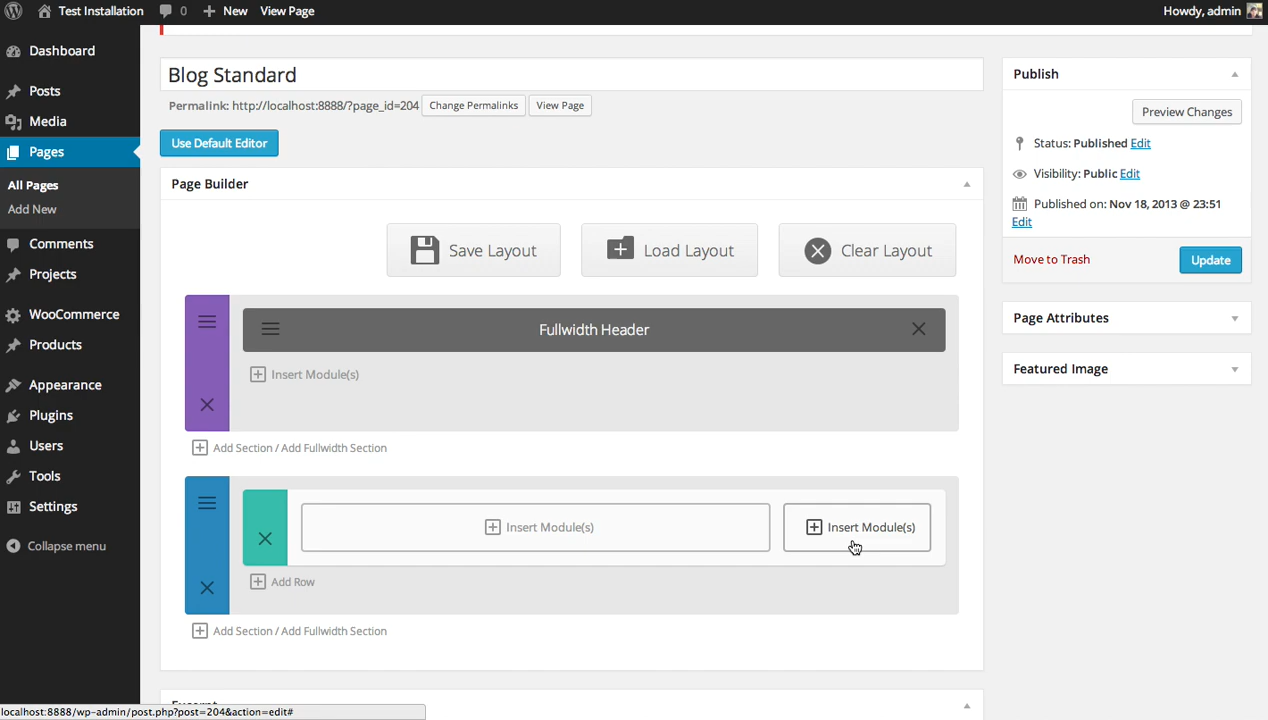 Test Installation 0 New View Page Howdy, admin
Dashboard
Posts
Media
Pages
All Pages
Add New
Comments
Projects
WooCommerce
Products
Appearance
Plugins
Users
Tools
Settings
Collapse menu
Blog Standard
Permalink: http://localhost:8888/?page_id=204 Change Permalinks View Page
Use Default Editor
Page Builder
Save Layout Load Layout Clear Layout
Fullwidth Header
Insert Module(s)
Add Section / Add Fullwidth Section
Insert Module(s) Insert Module(s)
Add Row
Add Section / Add Fullwidth Section
Excerpt
Publish
Preview Changes
Status: Published Edit
Visibility: Public Edit
Published on: Nov 18, 2013 @ 23:51
Edit
Move to Trash Update
Page Attributes
Featured Image
localhost:8888/wp-admin/post.php?post=204&action=edit#